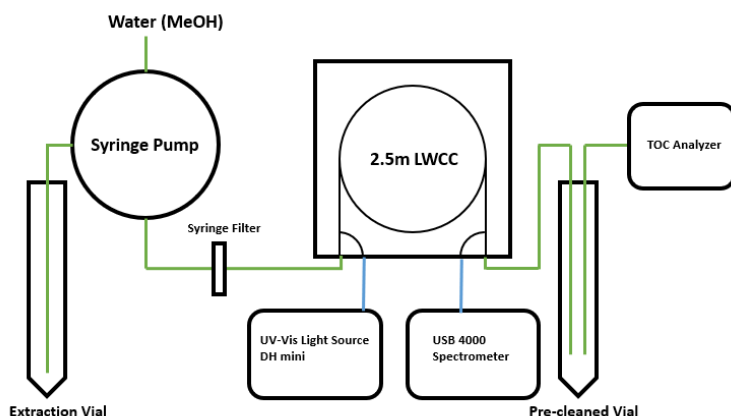 Water (MeOH)
Syringe Pump
2.5m LWCC
TOC Analyzer
Syringe Filter
UV-Vis Light Source
DH mini
USB 4000
Spectrometer
Extraction Vial
Pre-cleaned Vial